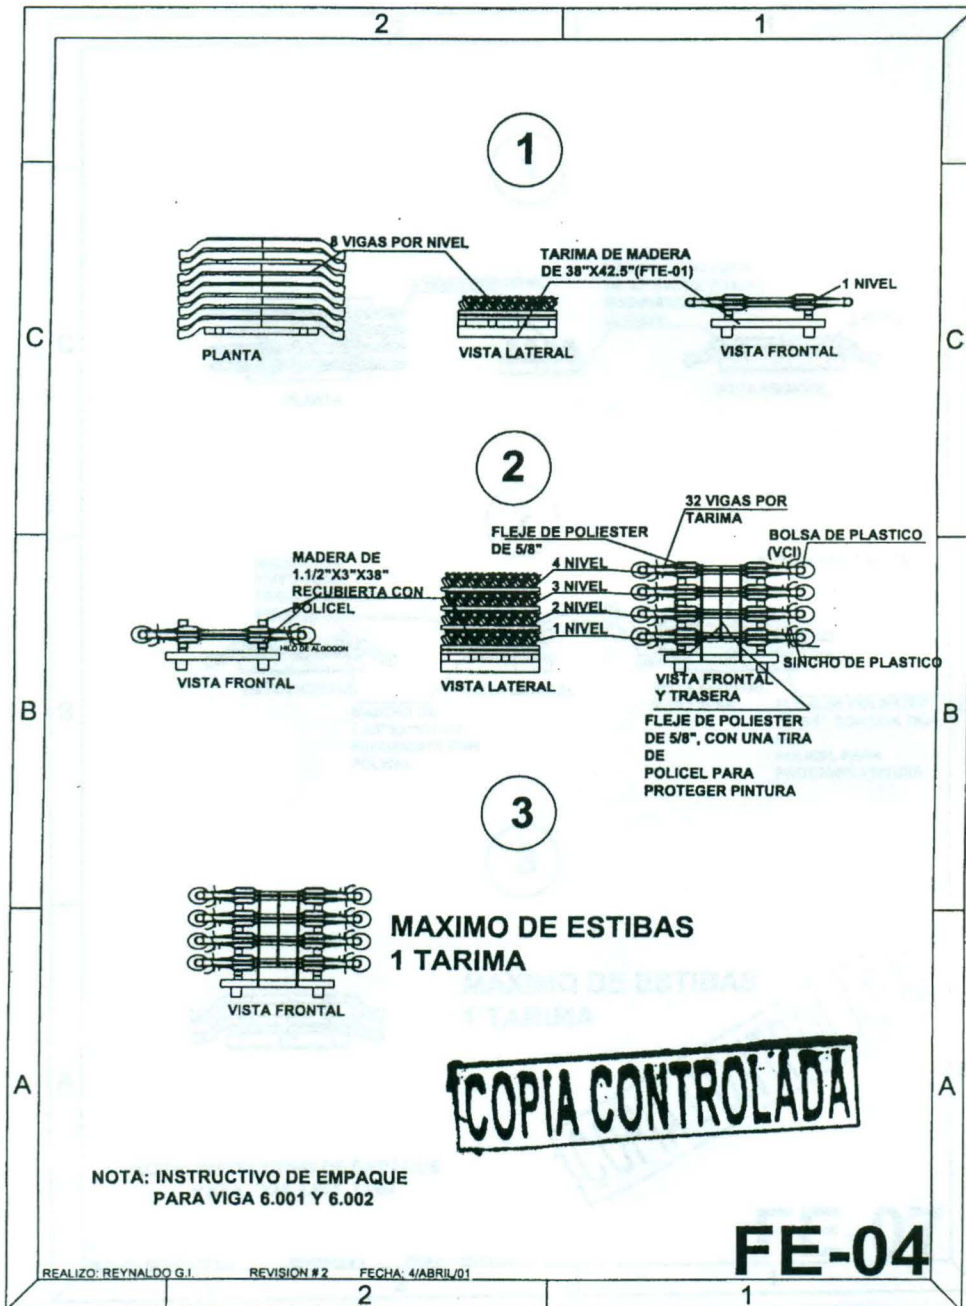 2
1
1
8 VIGAS POR NIVEL
TARIMA DE MADERA
DE 38"X42.5"(FTE-01)
1 NIVEL
C
C
PLANTA
VISTA LATERAL
VISTA FRONTAL
2
32 VIGAS POR
TARIMA
FLEJE DE POLIESTER
DE 5/8"
BOLSA DE PLASTICO
(VCI)
MADERA DE
1.1/2"X3"X38"
RECUBIERTA CON
POLICEL
4 NIVEL
3 NIVEL
2 NIVEL
1 NIVEL
HILO DE ALGODON
SINCHO DE PLASTICO
VISTA FRONTAL
VISTA LATERAL
VISTA FRONTAL
Y TRASERA
B
B
FLEJE DE POLIESTER
DE 5/8", CON UNA TIRA
DE
POLICEL PARA
PROTEGER PINTURA
3
MAXIMO DE ESTIBAS
1 TARIMA
VISTA FRONTAL
A
A
COPIA CONTROLADA
NOTA: INSTRUCTIVO DE EMPAQUE
PARA VIGA 6.001 Y 6.002
FE-04
REALIZO: REYNALDO G.I. REVISION # 2 FECHA: 4/ABRIL/01
2
1